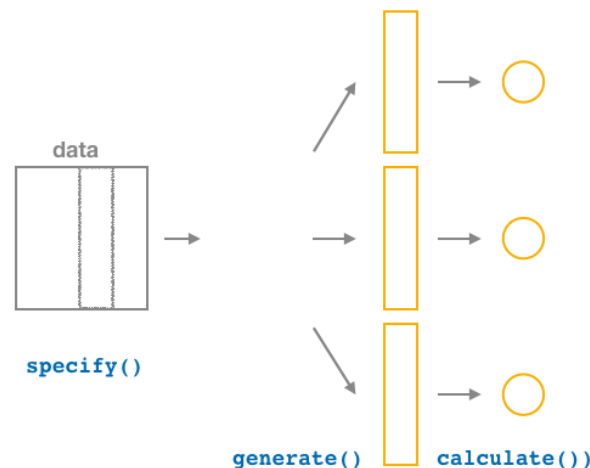 data
specify()
generate()
calculate())